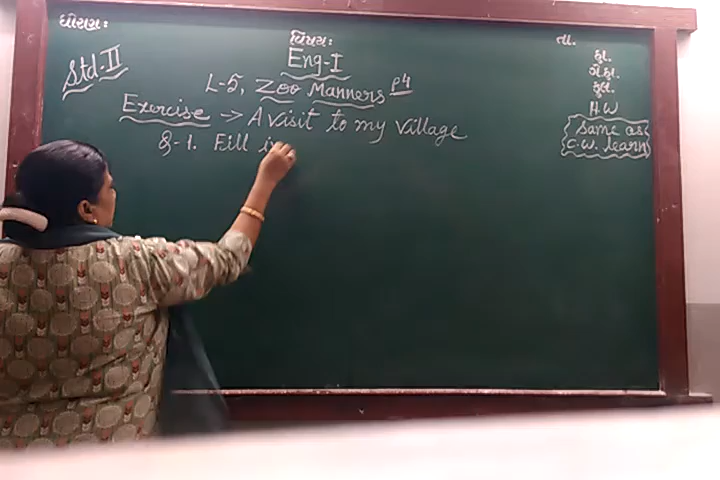 ધોરણઃ
વિષયઃ
તા.
Std-II
Eng-I
L-5, Zoo Manners P4
Exercise -> A visit to my village
Q-1. Fill in
કા.
ગે.કા.
કુલ.
H.W
Same as
C.W. learn